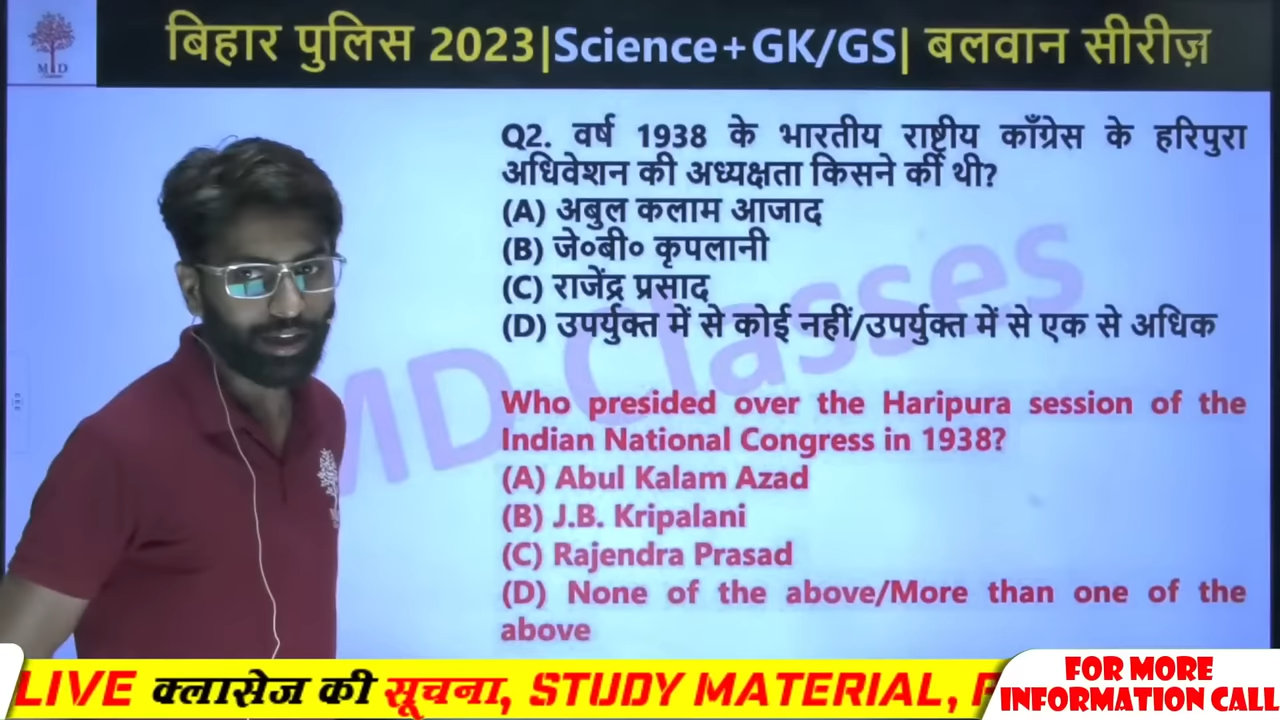 बिहार पुलिस 2023|Science+GK/GS| बलवान सीरीज़
M D
Q2. वर्ष 1938 के भारतीय राष्ट्रीय काँग्रेस के हरिपुरा
अधिवेशन की अध्यक्षता किसने की थी?
(A) अबुल कलाम आजाद
(B) जे०बी० कृपलानी
(C) राजेंद्र प्रसाद
(D) उपर्युक्त में से कोई नहीं/उपर्युक्त में से एक से अधिक
MD Classes
Who presided over the Haripura session of the
Indian National Congress in 1938?
(A) Abul Kalam Azad
(B) J.B. Kripalani
(C) Rajendra Prasad
(D) None of the above/More than one of the
above
LIVE क्लासेज की सूचना, STUDY MATERIAL,
FOR MORE
INFORMATION CALL